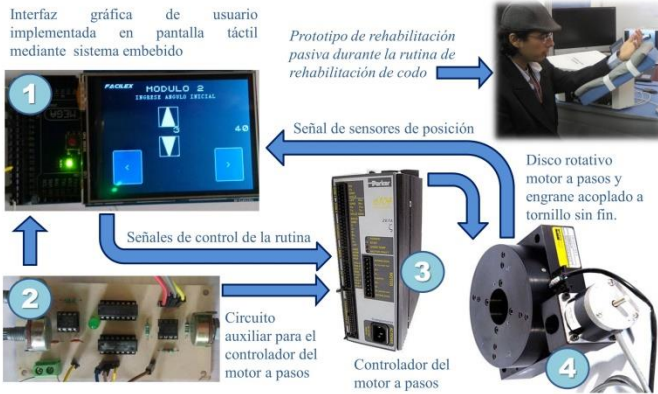 Interfaz gráfica de usuario
implementada en pantalla táctil
mediante sistema embebido
Prototipo de rehabilitación
pasiva durante la rutina de
rehabilitación de codo
1
FACILEX
MODULO 2
INGRESE ANGULO INICIAL
3
40
<
>
MEGA
Señal de sensores de posición
Disco rotativo
motor a pasos y
engrane acoplado a
tornillo sin fin.
Parker
Señales de control de la rutina
3
2
Circuito
auxiliar para el
controlador del
motor a pasos
Controlador del
motor a pasos
4